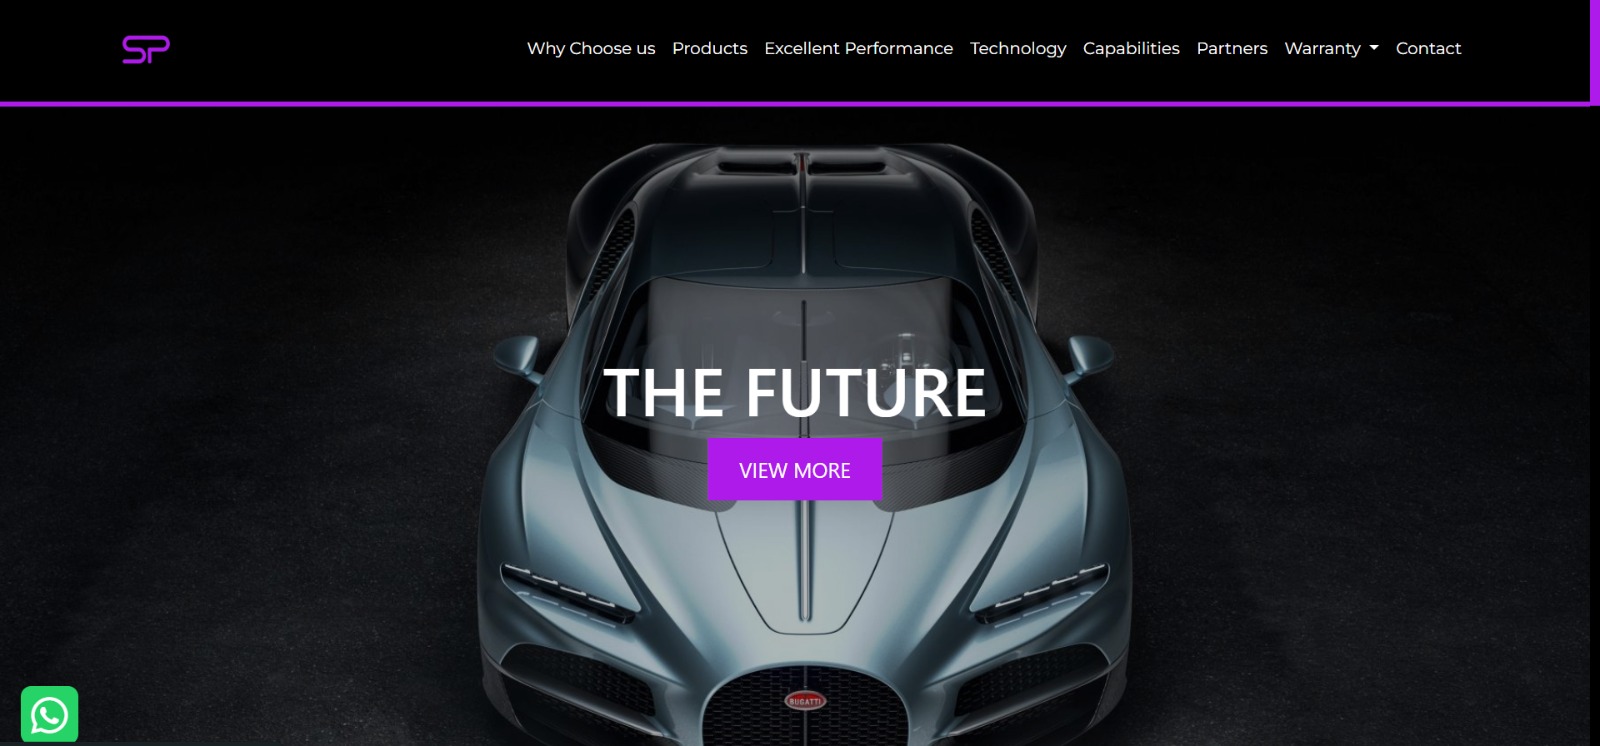 SP
Why Choose us Products Excellent Performance Technology Capabilities Partners Warranty Contact
THE FUTURE
VIEW MORE
BUGATTI